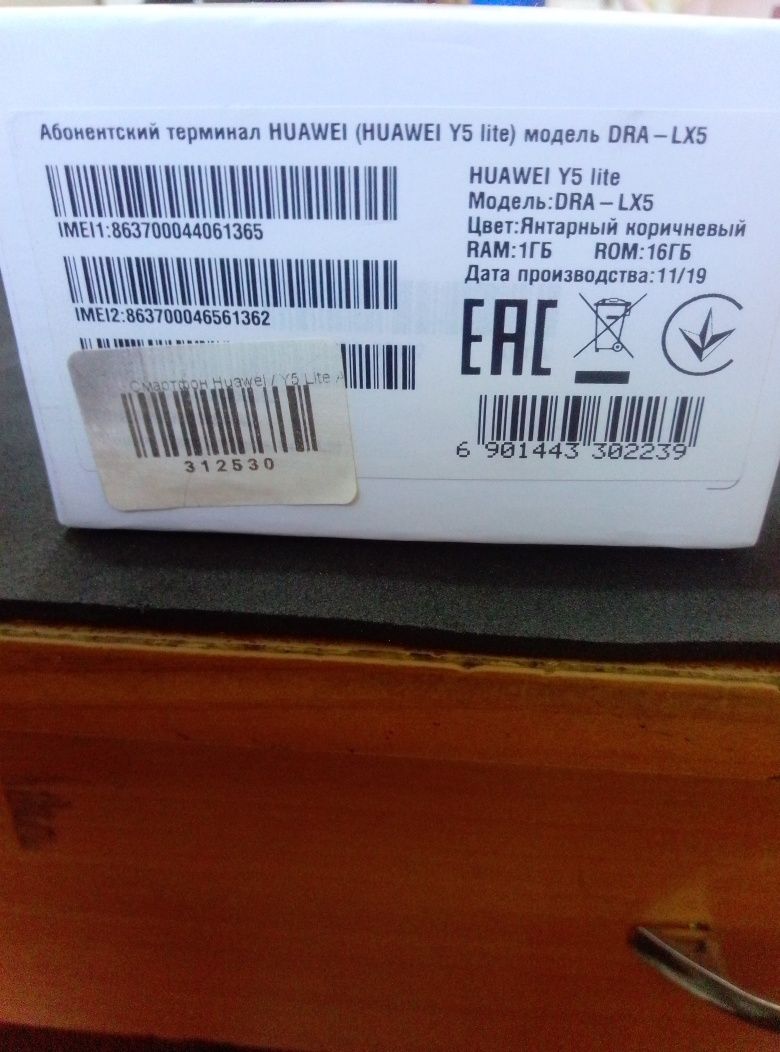 Абонентский терминал HUAWEI (HUAWEI Y5 lite) модель DRA – LX5
IMEI1:863700044061365
IMEI2:863700046561362
Смартфон Huawei / Y5 Lite
312530
HUAWEI Y5 lite
Модель:DRA – LX5
Цвет:Янтарный коричневый
RAM:1ГБ ROM:16ГБ
Дата производства:11/19
EAC
6 901443 302239